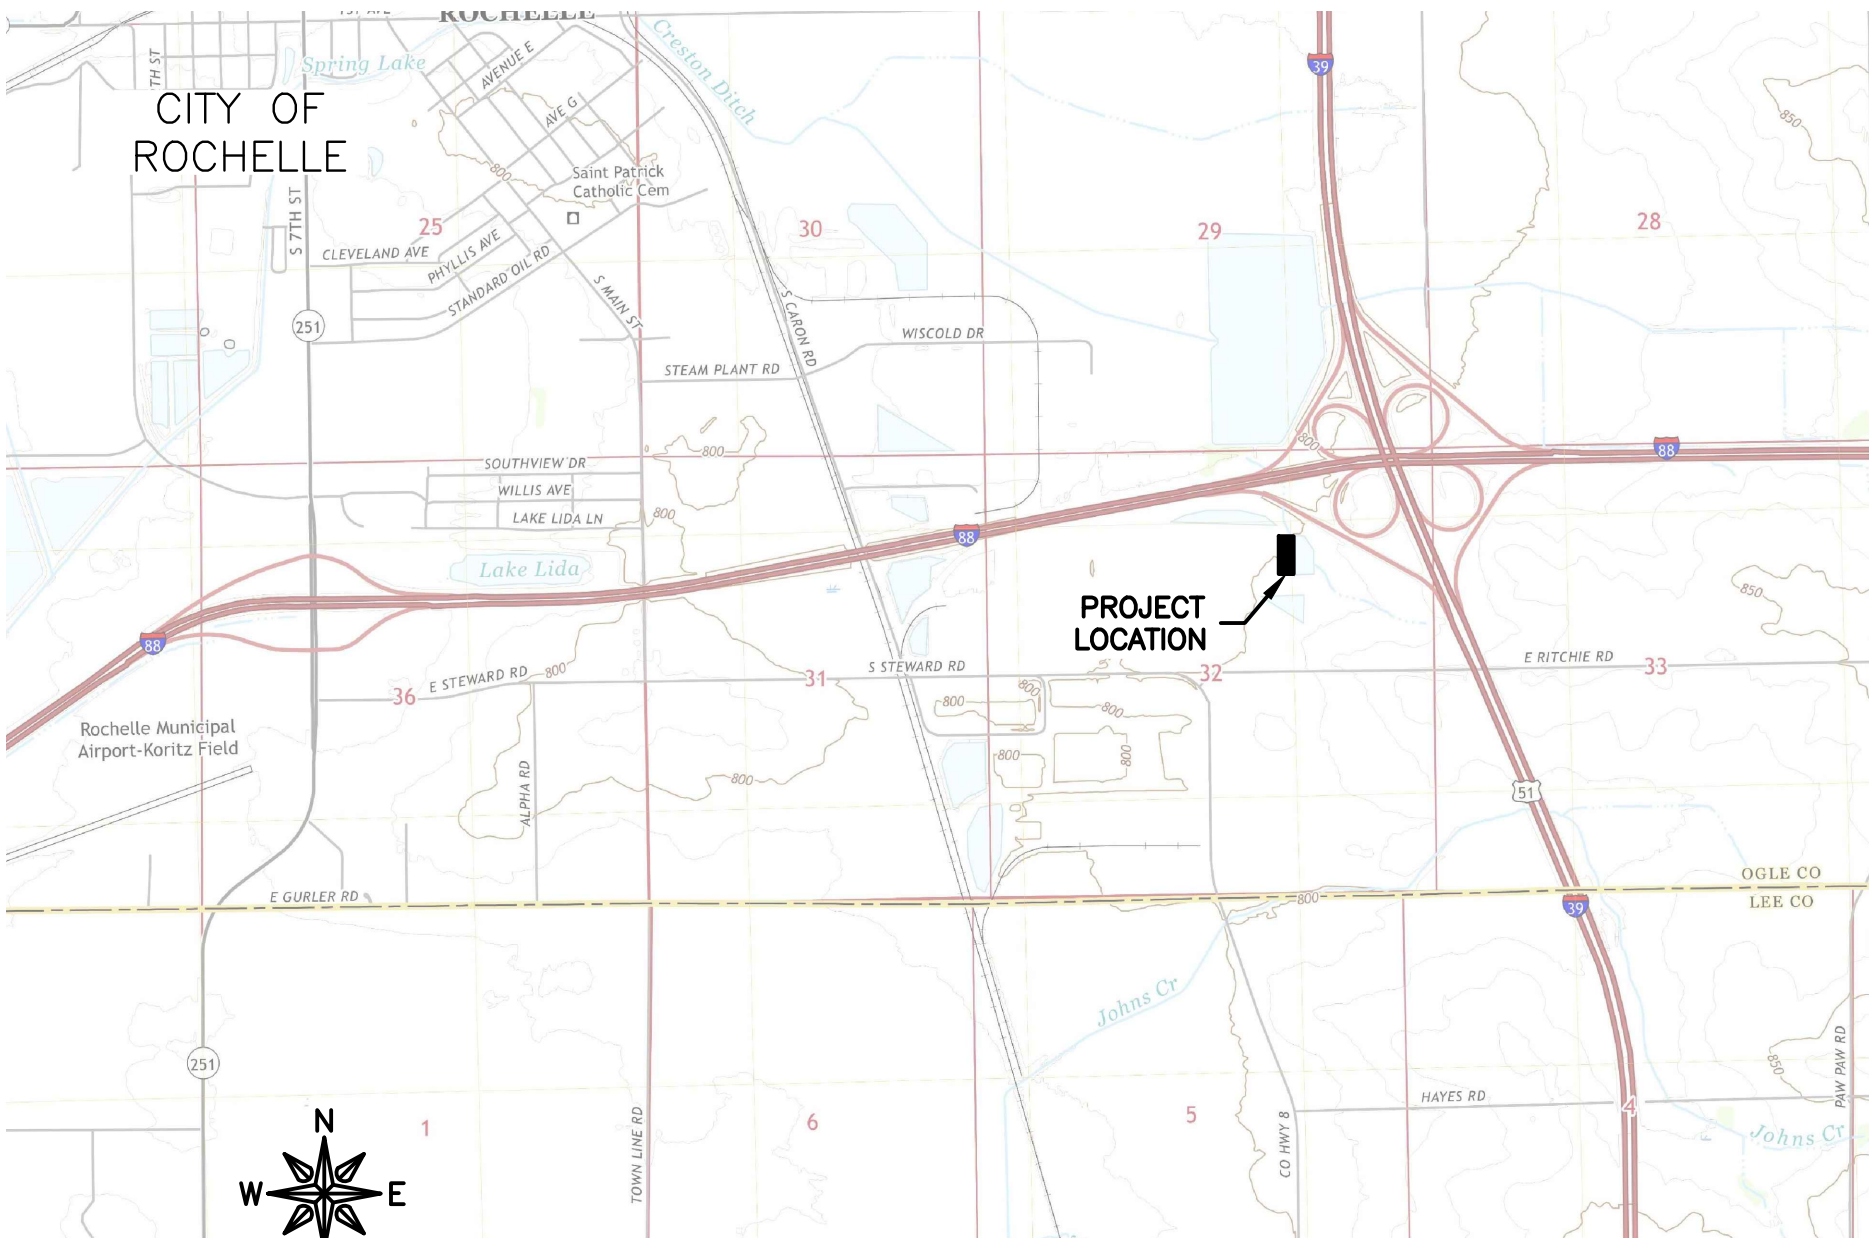 ROCHELLE
1ST AVE
Spring Lake
Creston Ditch
7TH ST
AVENUE E
39
CITY OF
ROCHELLE
AVE G
850
Saint Patrick
Catholic Cem
800
S 7TH ST
25
30
29
28
CLEVELAND AVE
PHYLLIS AVE
STANDARD OIL RD
S MAIN ST
S CARON RD
251
WISCOLD DR
STEAM PLANT RD
800
800
88
SOUTHVIEW DR
WILLIS AVE
LAKE LIDA LN
800
88
Lake Lida
PROJECT
LOCATION
850
88
E STEWARD RD
800
36
31
S STEWARD RD
32
E RITCHIE RD
33
Rochelle Municipal
Airport-Koritz Field
800
800
800
800
800
800
ALPHA RD
51
E GURLER RD
800
39
OGLE CO
LEE CO
Johns Cr
251
850
PAW PAW RD
HAYES RD
N
1
6
5
4
Johns Cr
TOWN LINE RD
CO HWY 8
W
E